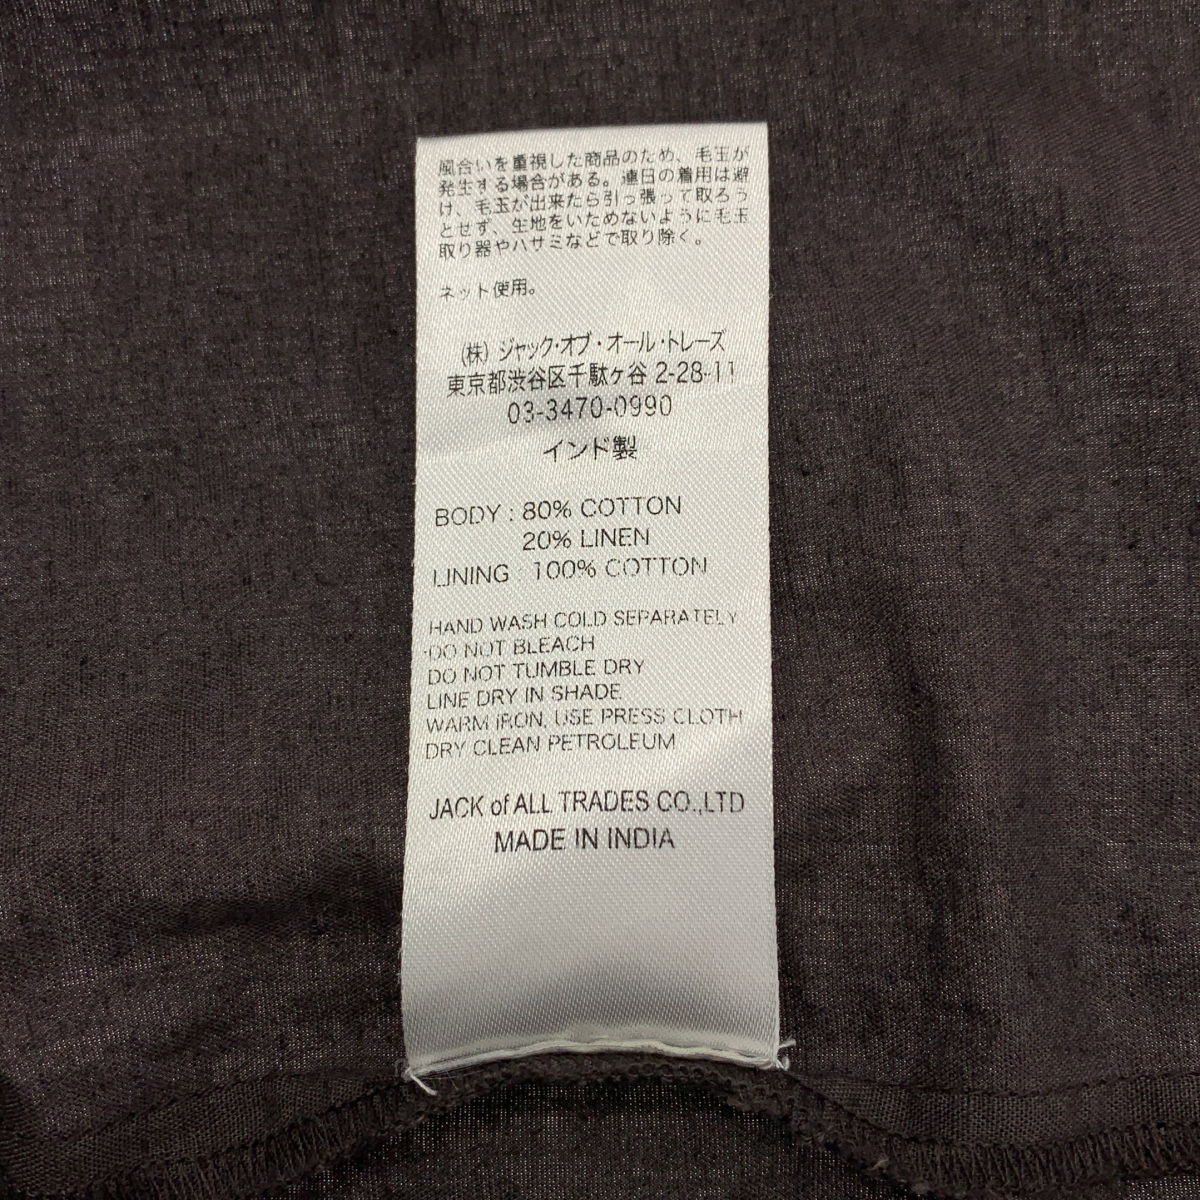 風合いを重視した商品のため、毛玉が
発生する場合がある。連日の着用は避
け、毛玉が出来たら引っ張って取ろう
とせず、生地をいためないように毛玉
取り器やハサミなどで取り除く。
ネット使用。
(株) ジャック・オブ・オール・トレーズ
東京都渋谷区千駄ヶ谷 2-28-11
03-3470-0990
インド製
BODY : 80% COTTON
20% LINEN
LINING : 100% COTTON
HAND WASH COLD SEPARATELY
DO NOT BLEACH
DO NOT TUMBLE DRY
LINE DRY IN SHADE
WARM IRON, USE PRESS CLOTH
DRY CLEAN PETROLEUM
JACK of ALL TRADES CO.,LTD
MADE IN INDIA